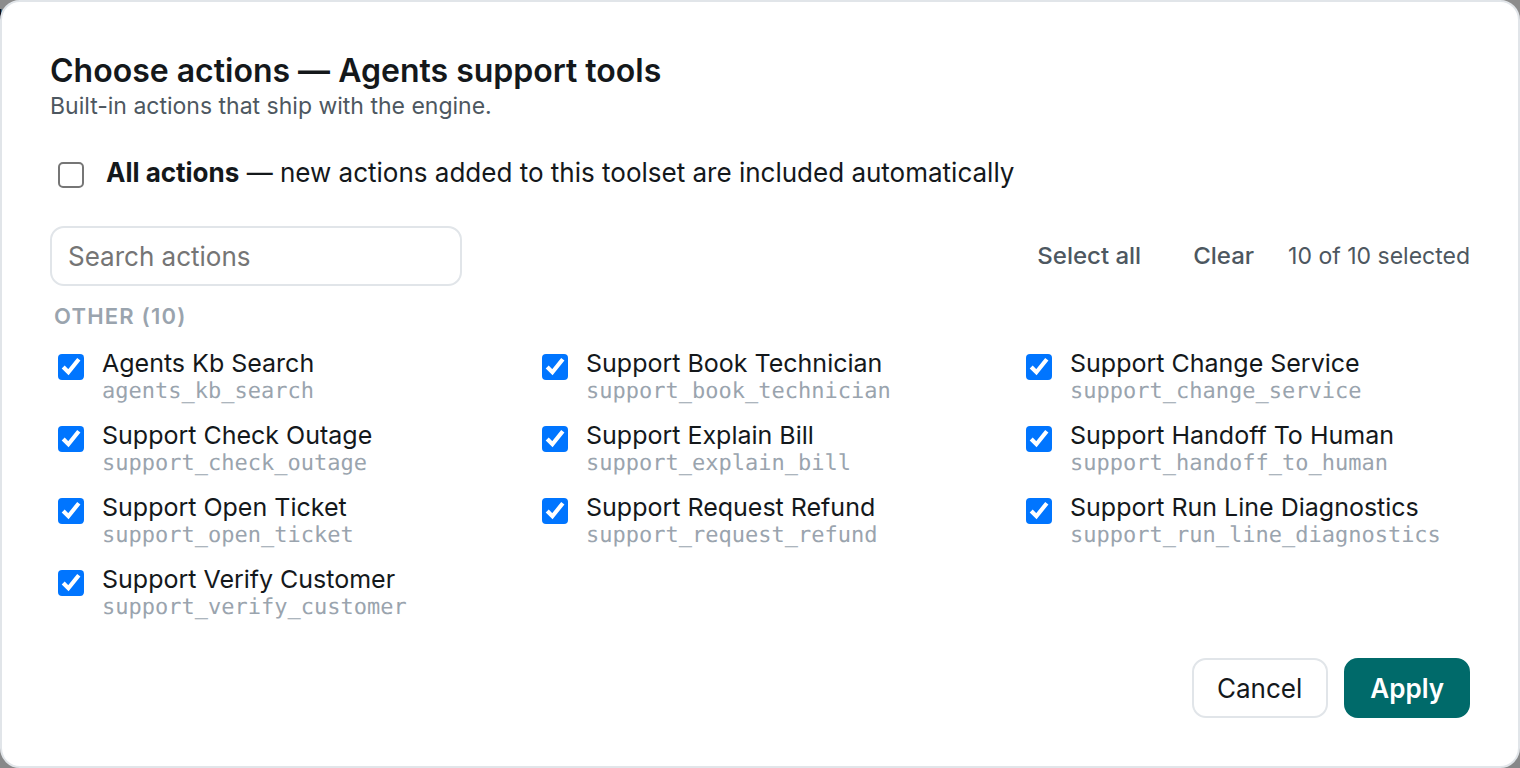 Choose actions — Agents support tools
Built-in actions that ship with the engine.
All actions — new actions added to this toolset are included automatically
Search actions
Select all
Clear
10 of 10 selected
OTHER (10)
Agents Kb Search
agents_kb_search
Support Book Technician
support_book_technician
Support Change Service
support_change_service
Support Check Outage
support_check_outage
Support Explain Bill
support_explain_bill
Support Handoff To Human
support_handoff_to_human
Support Open Ticket
support_open_ticket
Support Request Refund
support_request_refund
Support Run Line Diagnostics
support_run_line_diagnostics
Support Verify Customer
support_verify_customer
Cancel
Apply